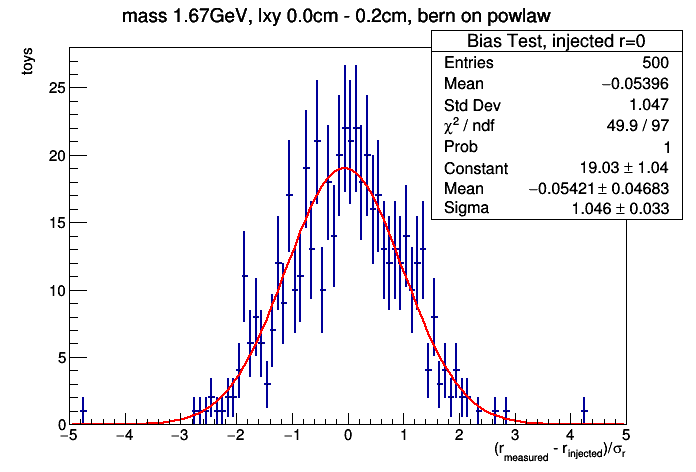 mass 1.67GeV, lxy 0.0cm - 0.2cm, bern on powlaw
toys
Bias Test, injected r=0
Entries 500
Mean −0.05396
Std Dev 1.047
χ² / ndf 49.9 / 97
Prob 1
Constant 19.03 ± 1.04
Mean −0.05421 ± 0.04683
Sigma 1.046 ± 0.033
25
20
15
10
5
0
−5 −4 −3 −2 −1 0 1 2 3 4 5
(r_measured - r_injected)/σ_r